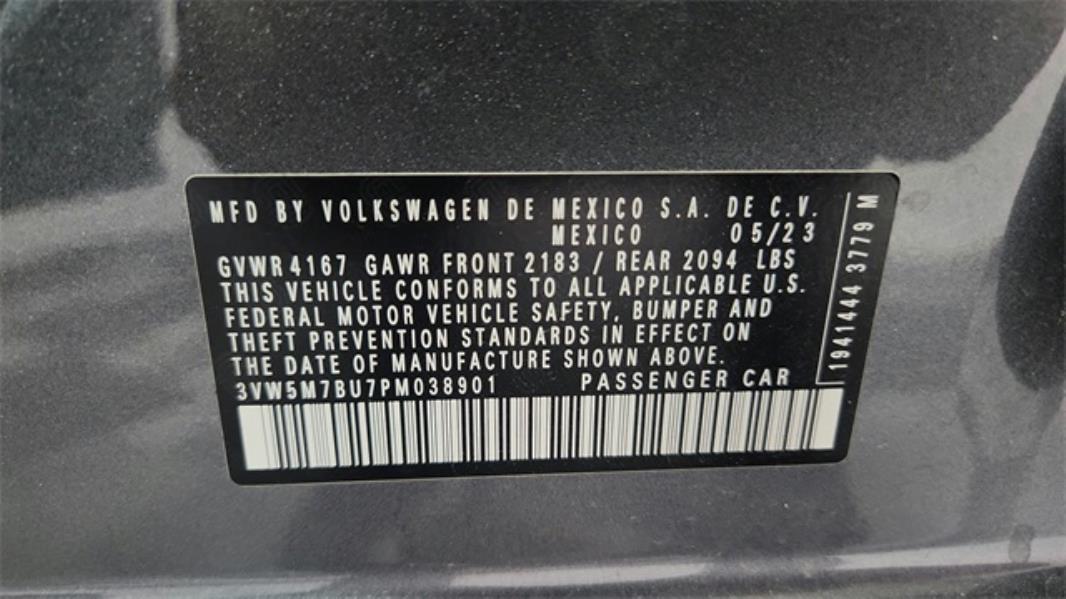 MFD BY VOLKSWAGEN DE MEXICO S.A. DE C.V.
MEXICO 05/23
GVWR 4167 GAWR FRONT 2183 / REAR 2094 LBS
THIS VEHICLE CONFORMS TO ALL APPLICABLE U.S.
FEDERAL MOTOR VEHICLE SAFETY, BUMPER AND
THEFT PREVENTION STANDARDS IN EFFECT ON
THE DATE OF MANUFACTURE SHOWN ABOVE.
3VW5M7BU7PM038901 PASSENGER CAR
1941444 3779 M